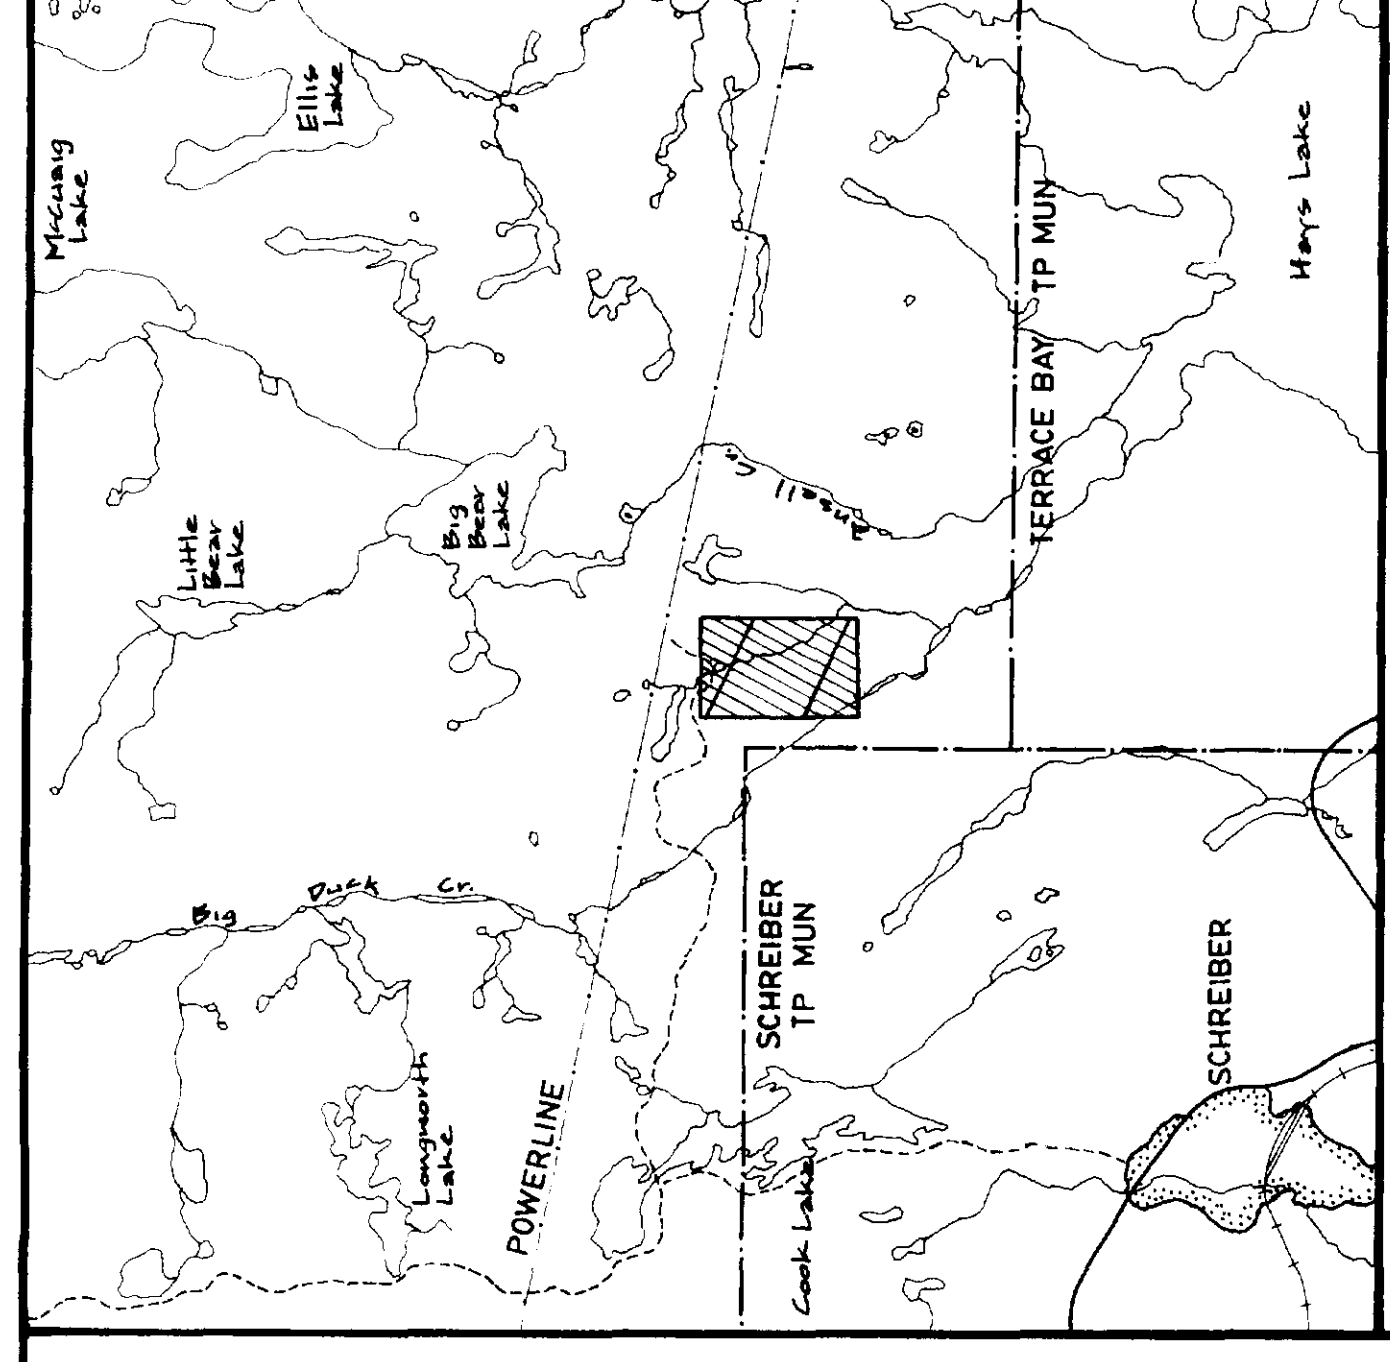 McCuaig
Lake
Ellis
Lake
Little
Bear
Lake
Big
Bear
Lake
Big Duck Cr.
Longworth
Lake
POWERLINE
Ansell Cr.
TERRACE BAY TP MUN
Hays Lake
SCHREIBER
TP MUN
Cook Lake
SCHREIBER